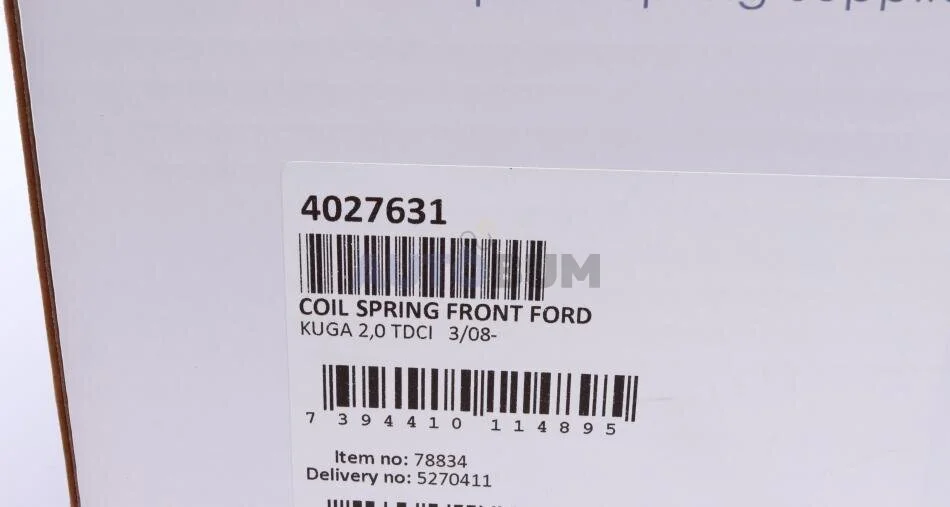 4027631
AUTOBUM
COIL SPRING FRONT FORD
KUGA 2,0 TDCI 3/08-
7 394410 114895
Item no: 78834
Delivery no: 5270411